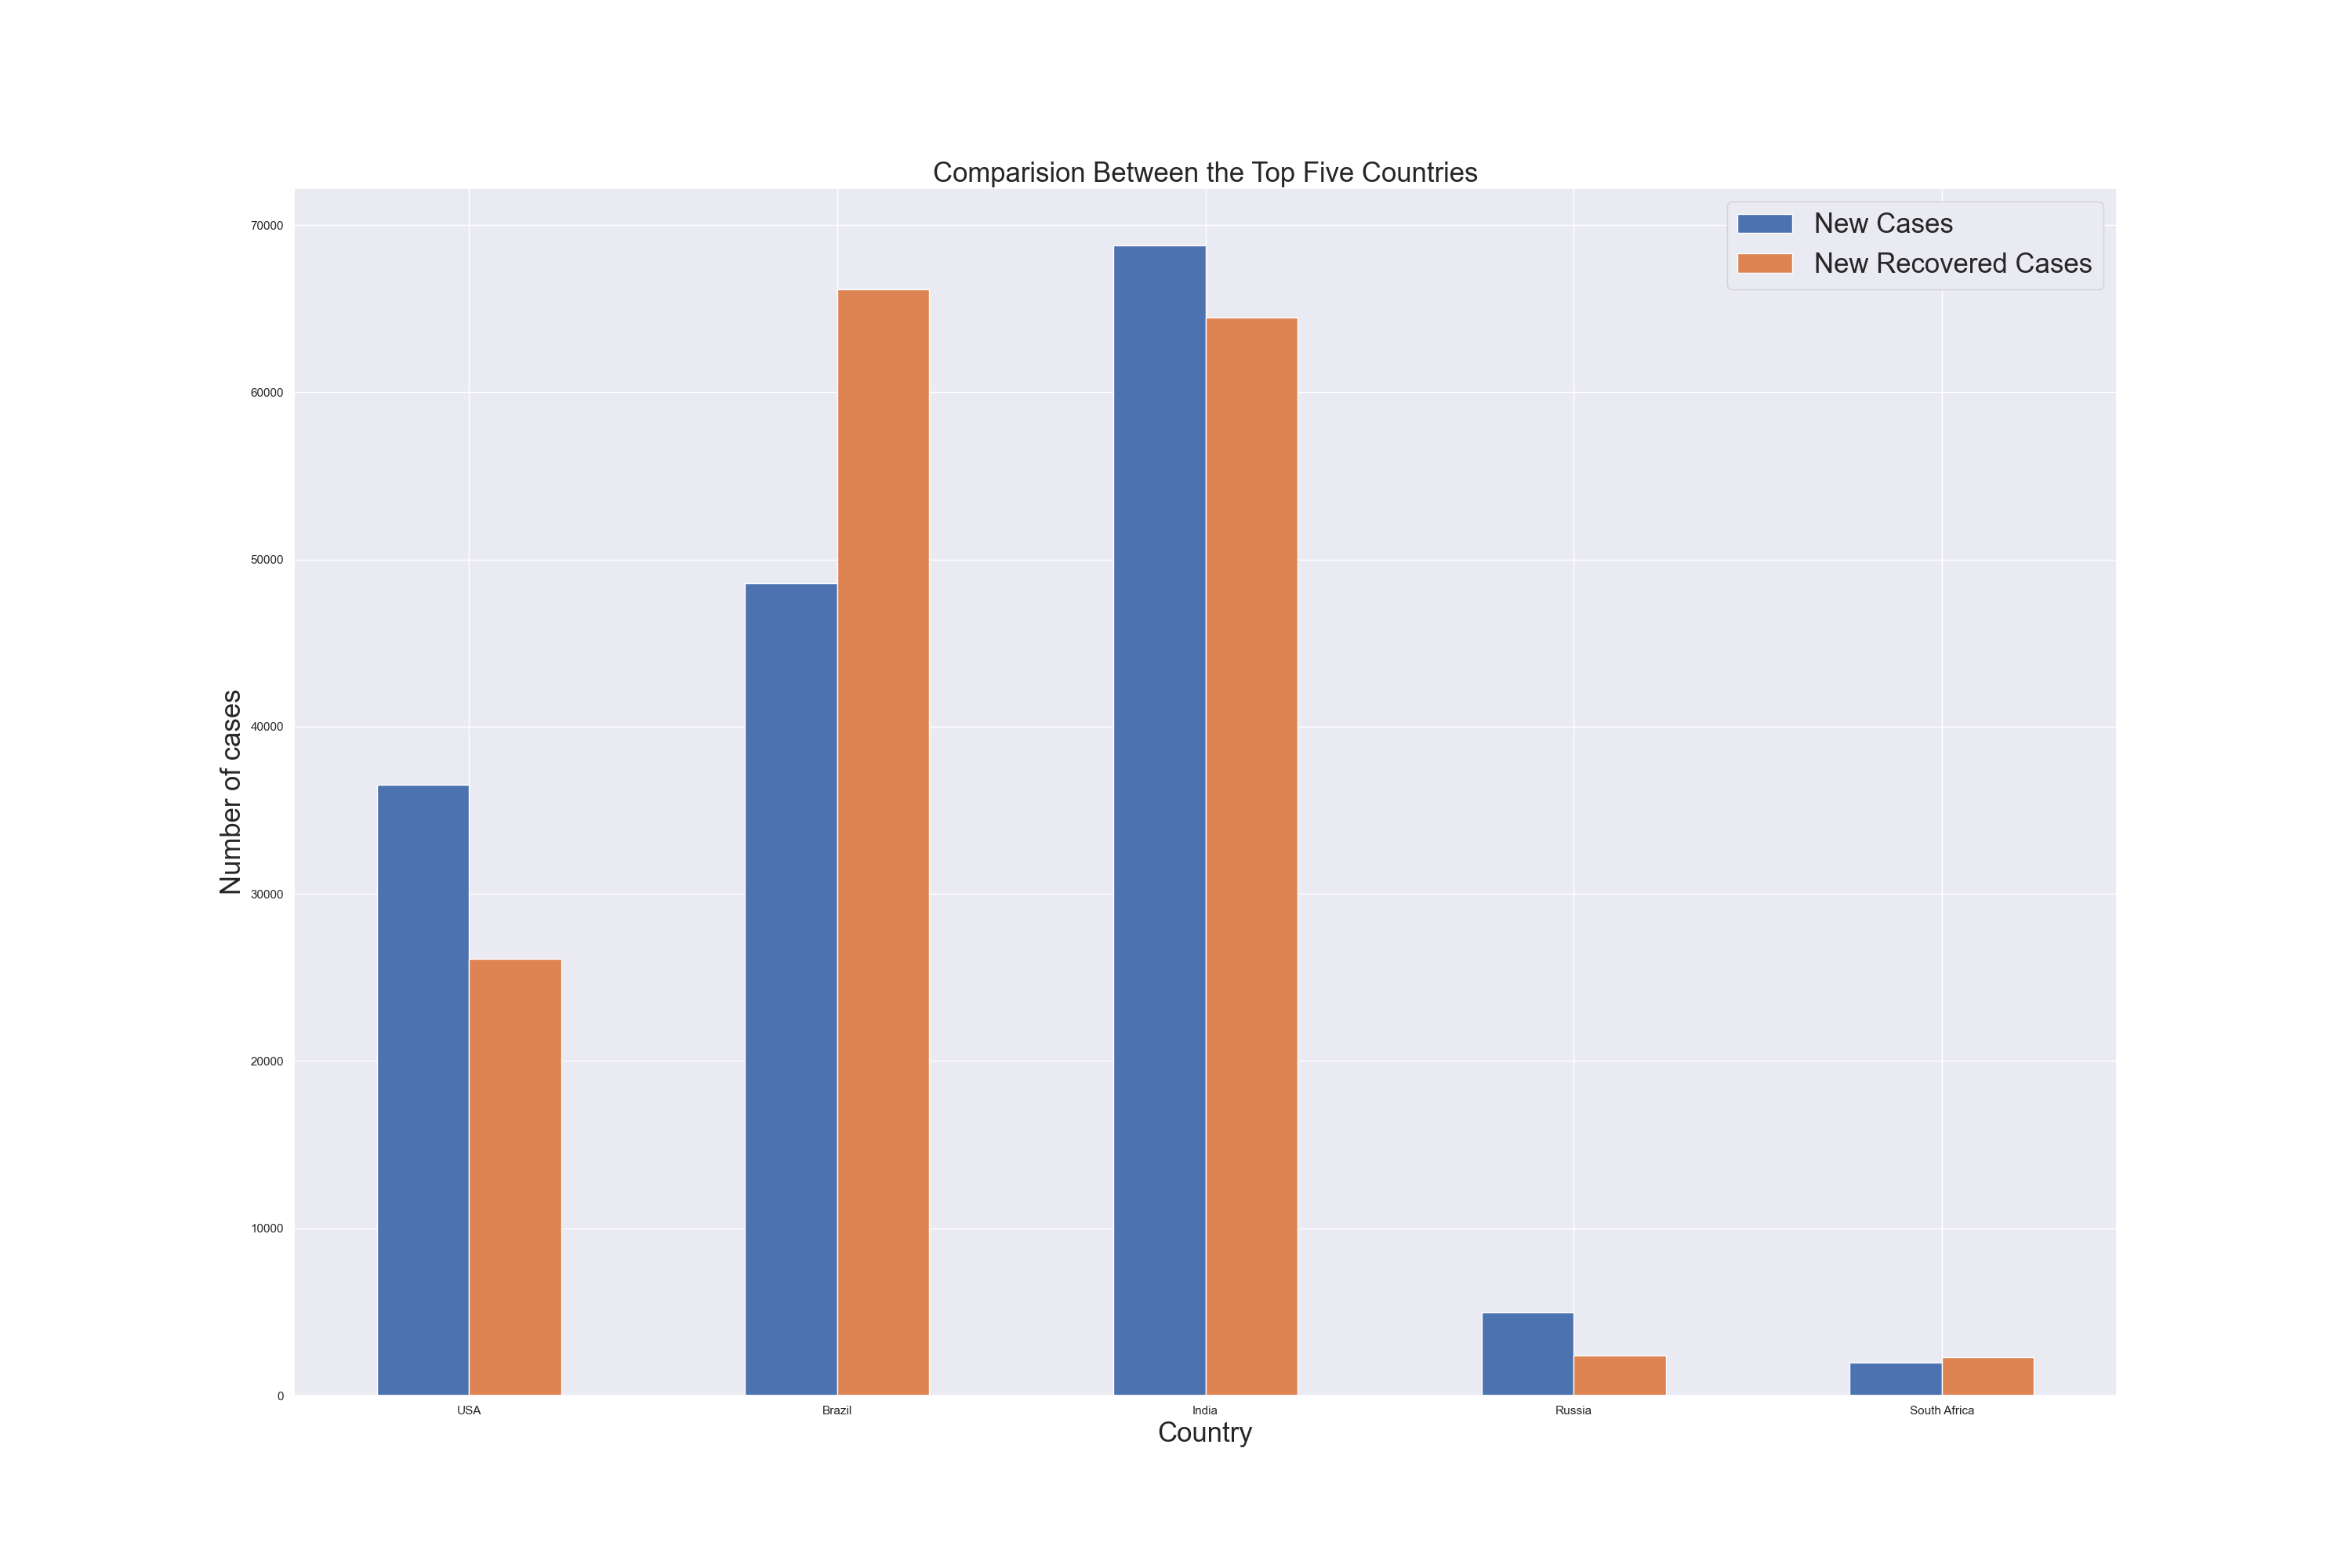 Comparision Between the Top Five Countries
New Cases
New Recovered Cases
Number of cases
70000
60000
50000
40000
30000
20000
10000
0
USA Brazil India Russia South Africa
Country